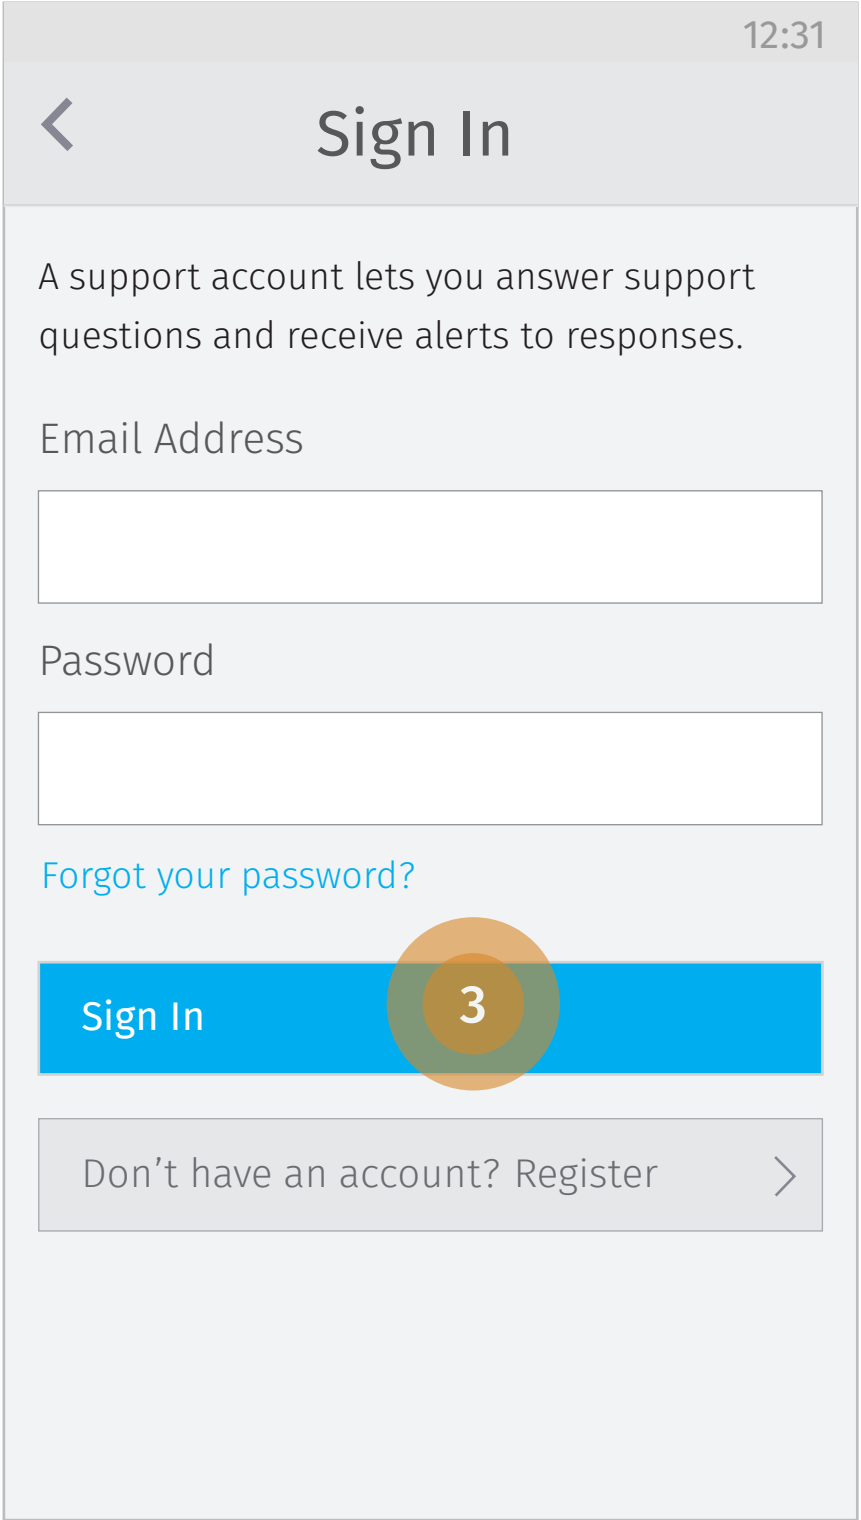 12:31
Sign In
A support account lets you answer support
questions and receive alerts to responses.
Email Address
Password
Forgot your password?
Sign In
3
Don’t have an account? Register